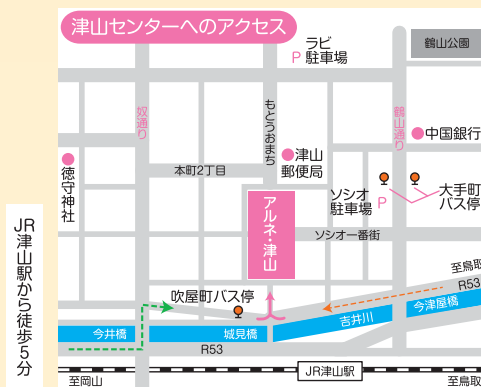 津山センターへのアクセス
ラビ
P 駐車場
鶴山公園
奴通り
もとうおまち
鶴山通り
中国銀行
津山
郵便局
本町2丁目
徳守神社
アルネ・津山
ソシオ
駐車場 P
大手町
バス停
ソシオ一番街
JR津山駅から徒歩5分
吹屋町バス停
至鳥取
R53
今井橋
城見橋
吉井川
今津屋橋
R53
JR津山駅
至岡山
至鳥取